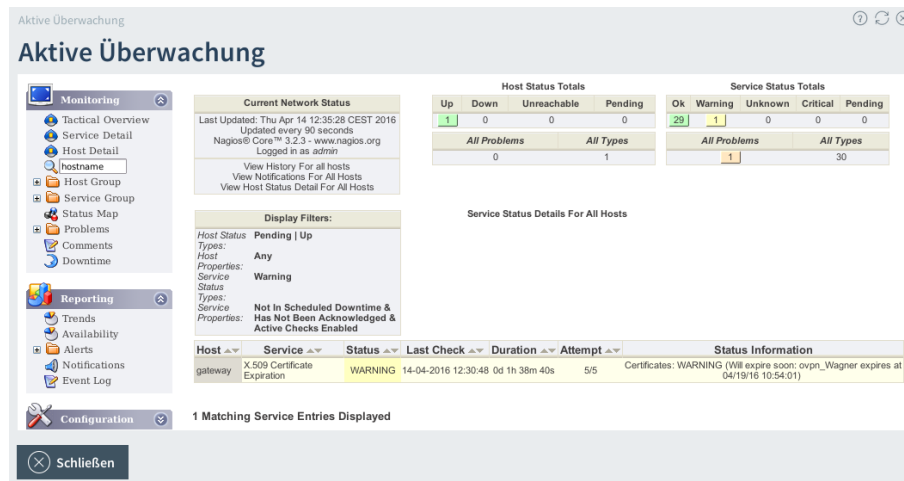 Aktive Überwachung
Aktive Überwachung
Monitoring
Tactical Overview
Service Detail
Host Detail
hostname
Host Group
Service Group
Status Map
Problems
Comments
Downtime
Reporting
Trends
Availability
Alerts
Notifications
Event Log
Configuration
Current Network Status
Last Updated: Thu Apr 14 12:35:28 CEST 2016
Updated every 90 seconds
Nagios® Core™ 3.2.3 - www.nagios.org
Logged in as admin
View History For all hosts
View Notifications For All Hosts
View Host Status Detail For All Hosts
Host Status Totals
Up Down Unreachable Pending
1 0 0 0
All Problems All Types
0 1
Service Status Totals
Ok Warning Unknown Critical Pending
29 1 0 0 0
All Problems All Types
1 30
Display Filters:
Host Status Types: Pending | Up
Host Properties: Any
Service Status Types: Warning
Service Properties: Not In Scheduled Downtime &
Has Not Been Acknowledged &
Active Checks Enabled
Service Status Details For All Hosts
Host Service Status Last Check Duration Attempt Status Information
gateway X.509 Certificate Expiration WARNING 14-04-2016 12:30:48 0d 1h 38m 40s 5/5 Certificates: WARNING (Will expire soon: ovpn_Wagner expires at 04/19/16 10:54:01)
1 Matching Service Entries Displayed
Schließen